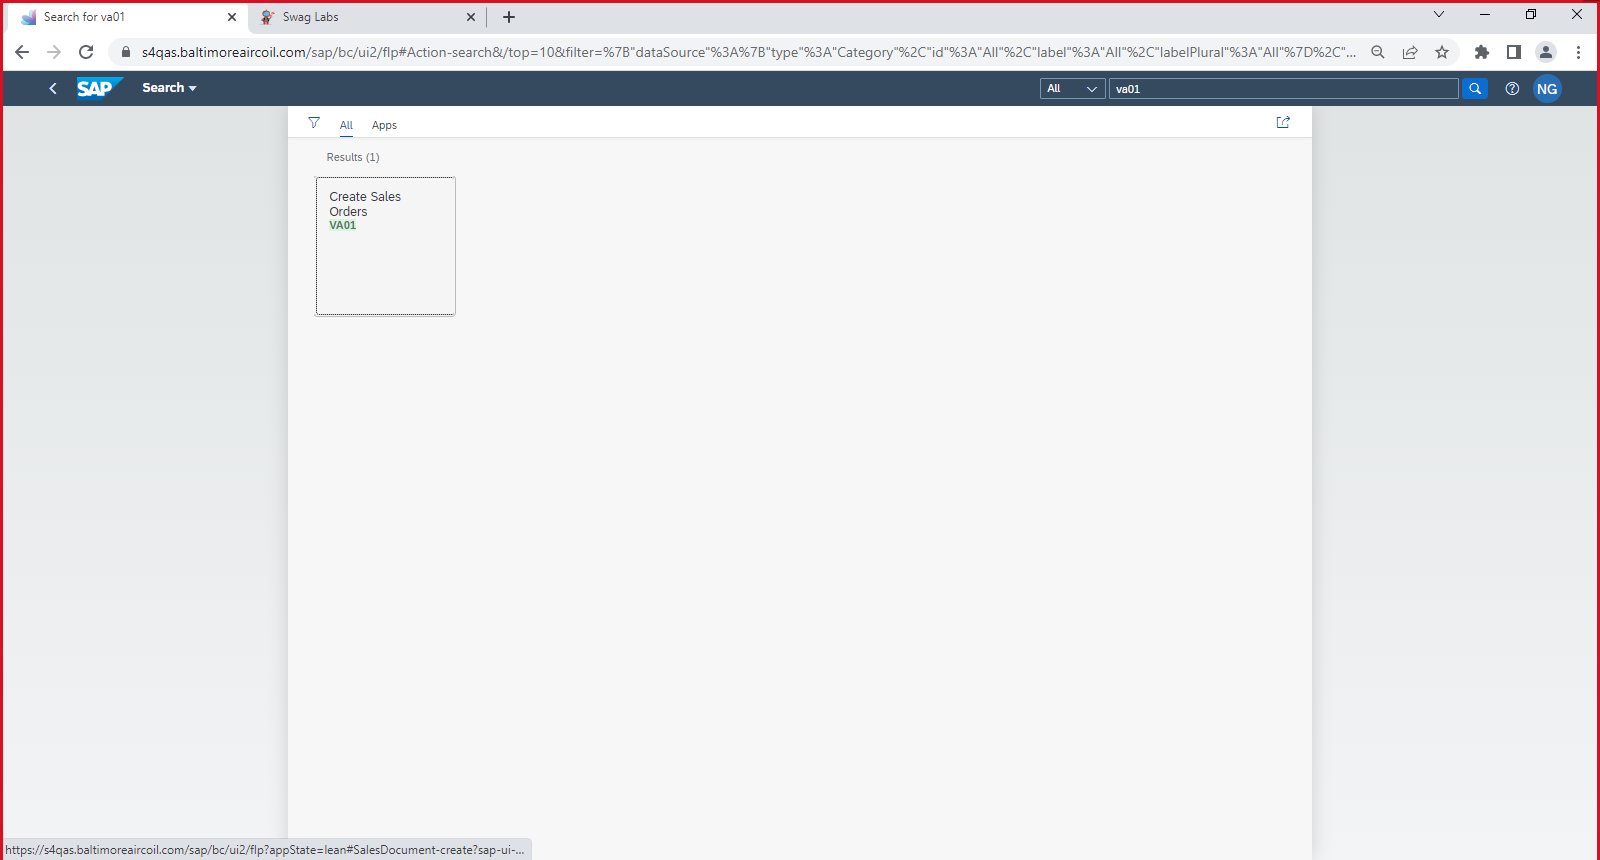 Search for va01
Swag Labs
s4qas.baltimoreaircoil.com/sap/bc/ui2/flp#Action-search&/top=10&filter=%7B"dataSource"%3A%7B"type"%3A"Category"%2C"id"%3A"All"%2C"label"%3A"All"%2C"labelPlural"%3A"All"%7D%2C"...
SAP
Search
All
va01
NG
All
Apps
Results (1)
Create Sales
Orders
VA01
https://s4qas.baltimoreaircoil.com/sap/bc/ui2/flp?appState=lean#SalesDocument-create?sap-ui-...